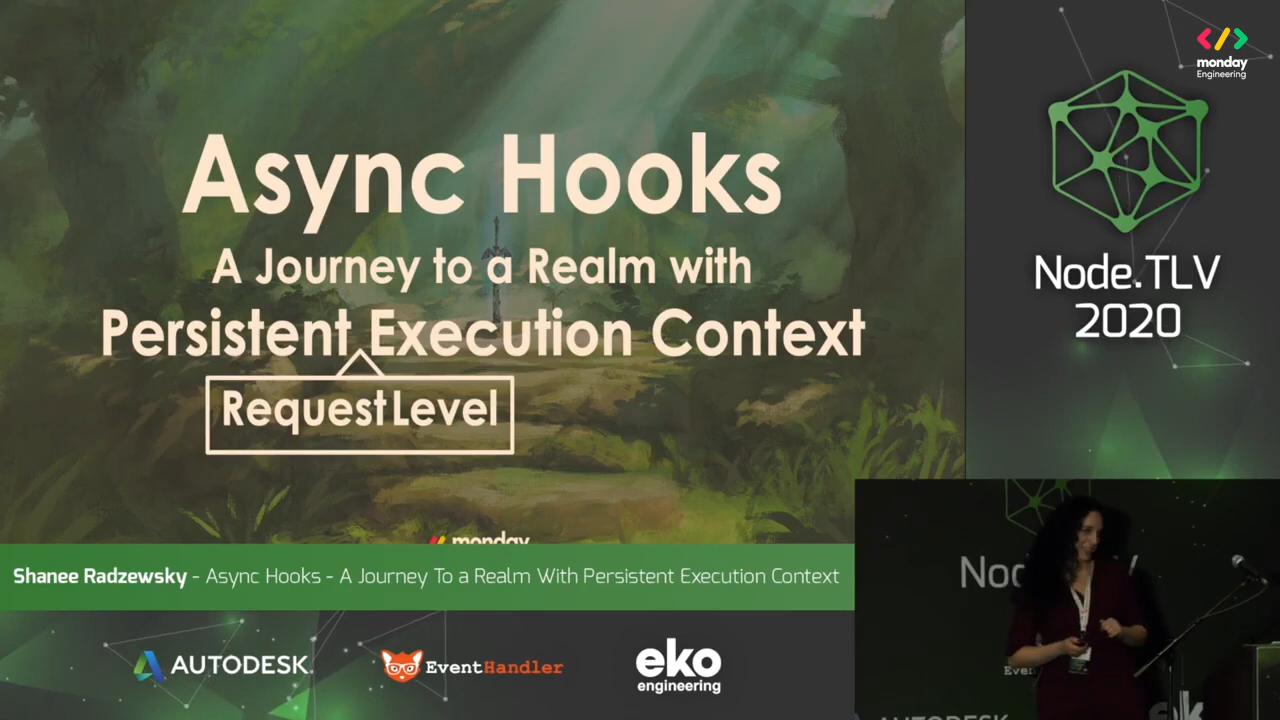 Async Hooks
A Journey to a Realm with
Persistent Execution Context
Request Level
monday
Shanee Radzewsky - Async Hooks - A Journey To a Realm With Persistent Execution Context
AUTODESK
EventHandler
eko
engineering
monday
Engineering
Node.TLV
2020